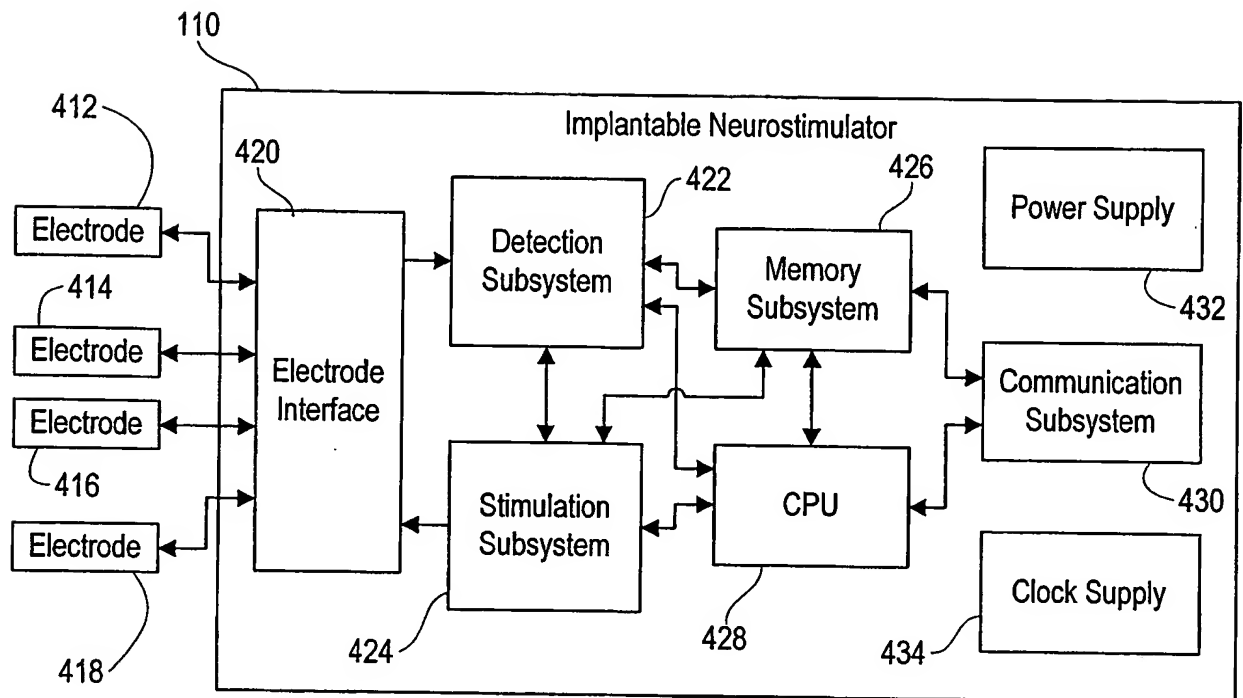 110
412
Implantable Neurostimulator
420
422
426
Electrode
Detection
Subsystem
Memory
Subsystem
Power Supply
432
414
Electrode
Electrode
Interface
Communication
Subsystem
430
Electrode
416
Stimulation
Subsystem
CPU
Electrode
418
424
428
Clock Supply
434